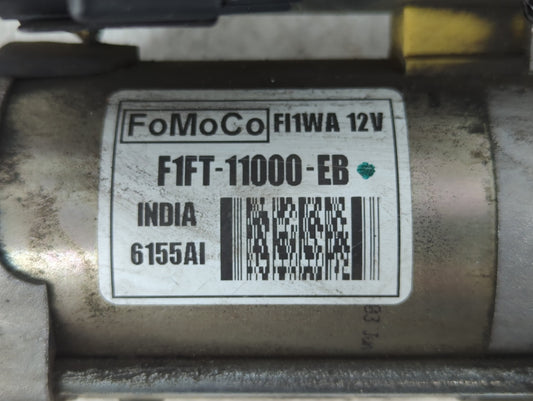 FoMoCo FI1WA 12V
F1FT-11000-EB
INDIA
6155AI